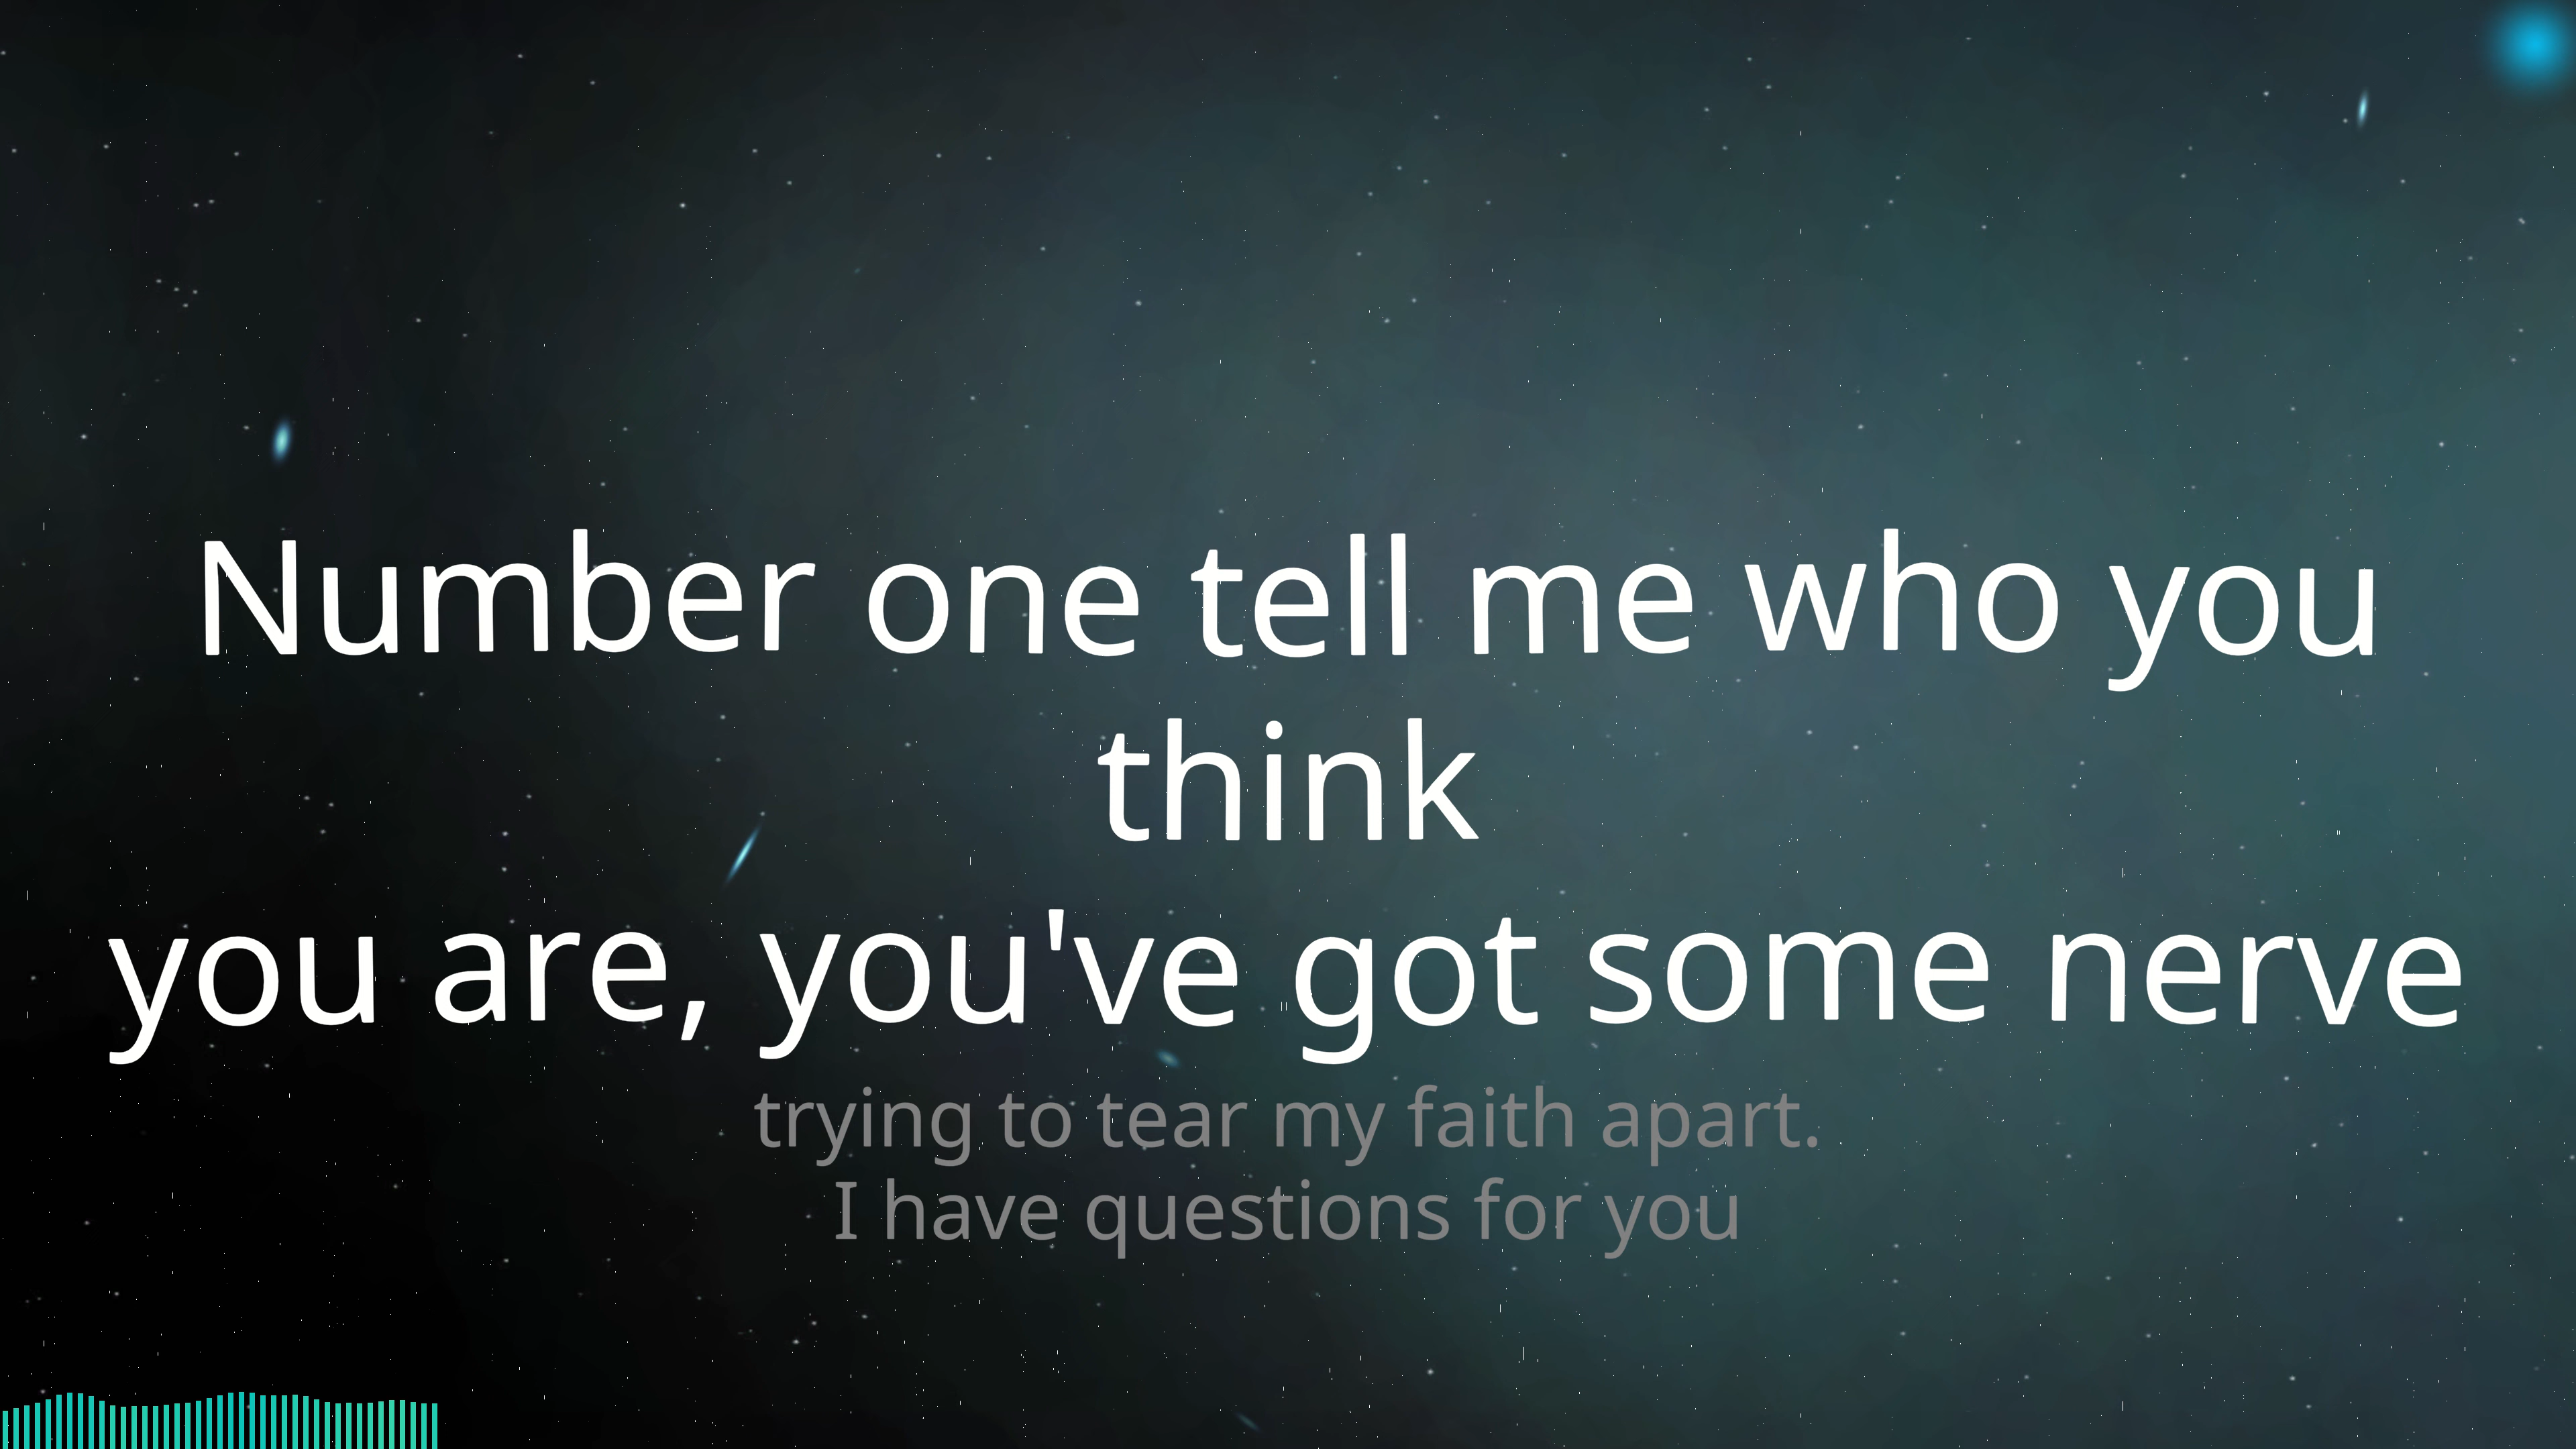 Number one tell me who you
think
you are, you've got some nerve
trying to tear my faith apart.
I have questions for you